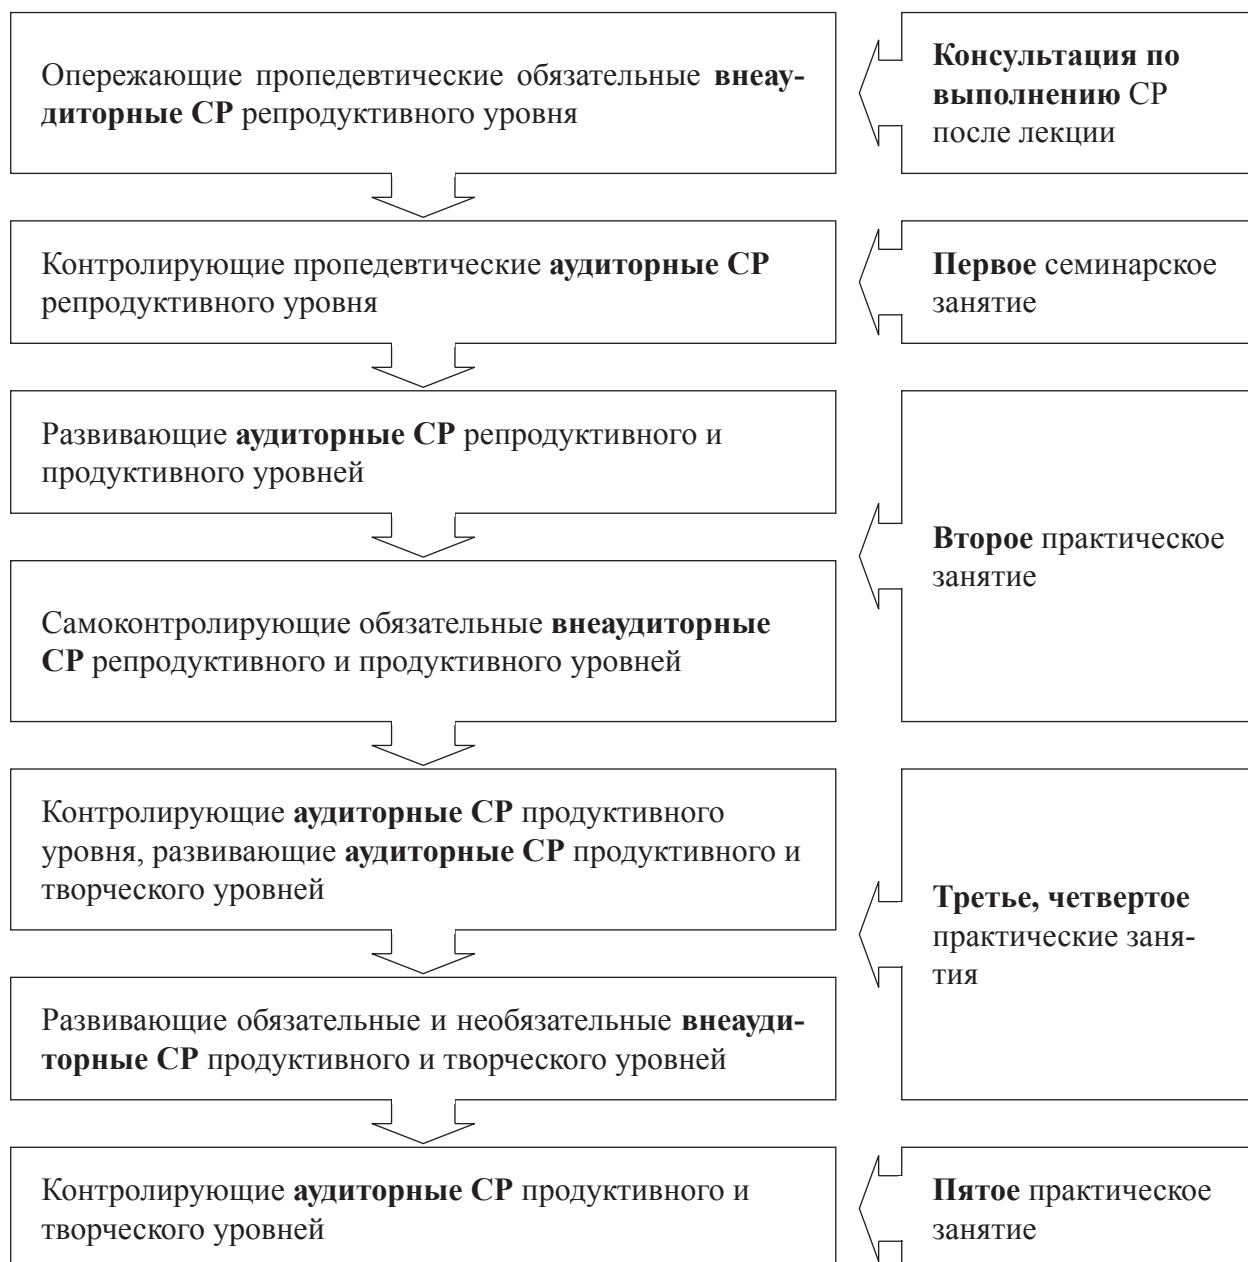 Опережающие пропедевтические обязательные внеау-
диторные СР репродуктивного уровня
Консультация по
выполнению СР
после лекции
Контролирующие пропедевтические аудиторные СР
репродуктивного уровня
Первое семинарское
занятие
Развивающие аудиторные СР репродуктивного и
продуктивного уровней
Самоконтролирующие обязательные внеаудиторные
СР репродуктивного и продуктивного уровней
Второе практическое
занятие
Контролирующие аудиторные СР продуктивного
уровня, развивающие аудиторные СР продуктивного и
творческого уровней
Развивающие обязательные и необязательные внеауди-
торные СР продуктивного и творческого уровней
Третье, четвертое
практические заня-
тия
Контролирующие аудиторные СР продуктивного и
творческого уровней
Пятое практическое
занятие